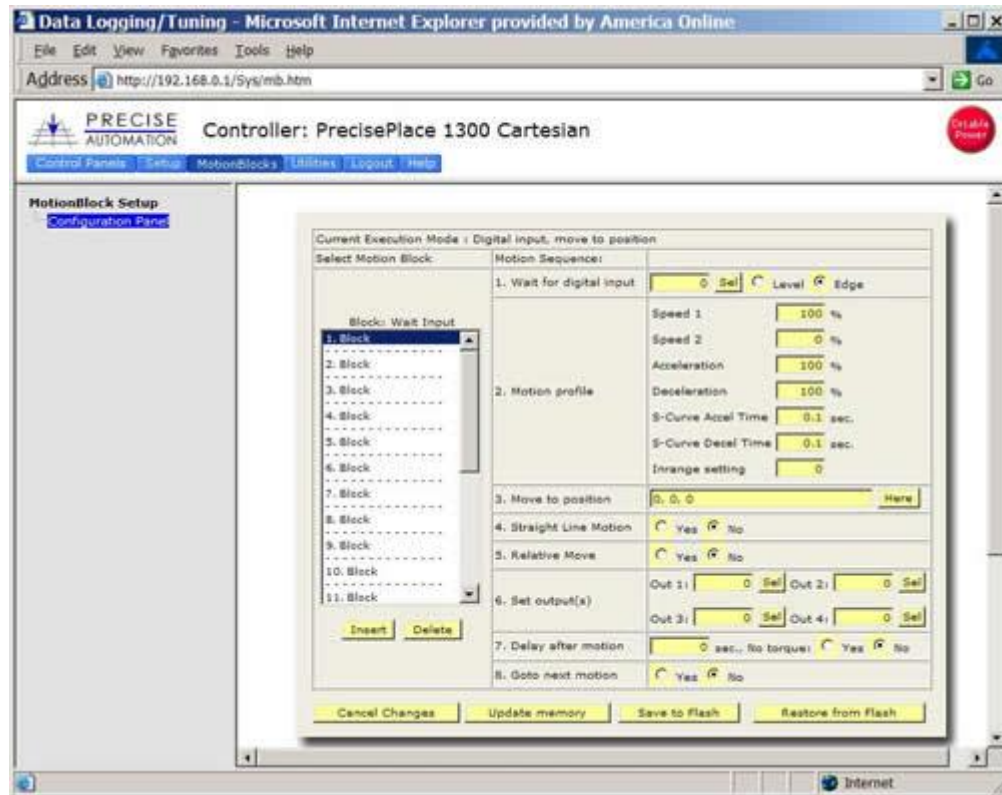 Data Logging/Tuning - Microsoft Internet Explorer provided by America Online
File Edit View Favorites Tools Help
Address http://192.168.0.1/Sys/mb.htm Go
PRECISE AUTOMATION
Controller: PrecisePlace 1300 Cartesian
Disable Power
Control Panels Setup MotionBlocks Utilities Logout Help
MotionBlock Setup
Configuration Panel
Current Execution Mode : Digital input, move to position
Select Motion Block Motion Sequence:
1. Wait for digital input 0 Sel Level Edge
Block: Wait Input
1. Block
2. Block
3. Block
4. Block
5. Block
6. Block
7. Block
8. Block
9. Block
10. Block
11. Block
Insert Delete
2. Motion profile
Speed 1 100 %
Speed 2 0 %
Acceleration 100 %
Deceleration 100 %
S-Curve Accel Time 0.1 sec.
S-Curve Decel Time 0.1 sec.
Inrange setting 0
3. Move to position 0, 0, 0 Here
4. Straight Line Motion Yes No
5. Relative Move Yes No
6. Set output(s)
Out 1: 0 Sel Out 2: 0 Sel
Out 3: 0 Sel Out 4: 0 Sel
7. Delay after motion 0 sec., No torque: Yes No
8. Goto next motion Yes No
Cancel Changes Update memory Save to Flash Restore from Flash
Internet